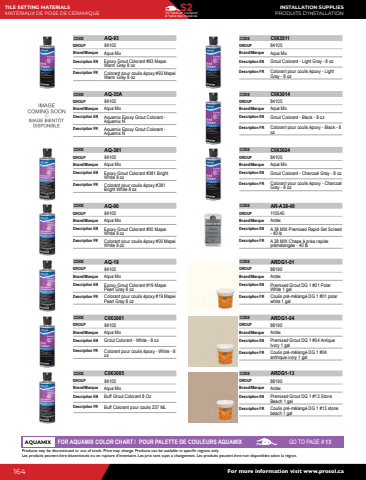 TILE SETTING MATERIALS
MATERIAUX DE POSE DE CÉRAMIQUE
S2
INSTALLATION SUPPLIES
PRODUITS D'INSTALLATION
CODE AQ-93
GROUP 84105
Brand/Marque Aqua Mix
Description EN Epoxy Grout Colorant #93 Mapei
Warm Gray 8 oz
Description FR Colorant pour coulis époxy #93 Mapei
Warm Gray 8 oz
IMAGE
COMING SOON
IMAGE BIENTÔT
DISPONIBLE
CODE AQ-35A
GROUP 84105
Brand/Marque Aqua Mix
Description EN Aquamix Epoxy Grout Colorant -
Aquamix N
Description FR Aquamix Epoxy Grout Colorant -
Aquamix N
CODE AQ-381
GROUP 84105
Brand/Marque Aqua Mix
Description EN Epoxy Grout Colorant #381 Bright
White 8 oz
Description FR Colorant pour coulis époxy #381
Bright White 8 oz
CODE
GROUP 84105
Brand/Marque Aqua Mix
Description EN Epoxy Grout Colorant #00 Mapei
White 8 oz
Description FR Colorant pour coulis époxy #00 Mapei
White 8 oz
CODE AQ-19
GROUP 84105
Brand/Marque Aqua Mix
Description EN Epoxy Grout Colorant #19 Mapei
Pearl Gray 8 oz
Description FR Colorant pour coulis époxy #19 Mapei
Pearl Gray 8 oz
CODE C063001
GROUP 84105
Brand/Marque Aqua Mix
Description EN Grout Colorant - White - 8 oz
Description FR Colorant pour coulis époxy - White - 8
oz
CODE C063005
GROUP 84105
Brand/Marque Aqua Mix
Description EN Buff Grout Colorant 8 Oz
Description FR Buff Colorant pour coulis 237 ML
CODE C063011
GROUP 84105
Brand/Marque Aqua Mix
Description EN Grout Colorant - Light Gray - 8 oz
Description FR Colorant pour coulis époxy - Light
Gray - 8 oz
CODE C063014
GROUP 84105
Brand/Marque Aqua Mix
Description EN Grout Colorant - Black - 8 oz
Description FR Colorant pour coulis époxy - Black - 8
oz
CODE C063024
GROUP 84105
Brand/Marque Aqua Mix
Description EN Grout Colorant - Charcoal Gray - 8 oz
Description FR Colorant pour coulis époxy - Charcoal
Gray - 8 oz
CODE AR-A38-40
GROUP 110540
Brand/Marque Ardex
Description EN A 38 MIX Premixed Rapid-Set Screed
- 40 lb
Description FR A 38 MIX Chape à prise rapide
prémélangée - 40 lb
CODE ARDG1-01
GROUP 88190
Brand/Marque Ardex
Description EN Premixed Grout DG 1 #01 Polar
White 1 gal
Description FR Coulis pré-mélangé DG 1 #01 polar
white 1 gal
CODE ARDG1-04
GROUP 88190
Brand/Marque Ardex
Description EN Premixed Grout DG 1 #04 Antique
Ivory 1 gal
Description FR Coulis pré-mélangé DG 1 #04
anthique ivory 1 gal
CODE ARDG1-13
GROUP 88190
Brand/Marque Ardex
Description EN Premixed Grout DG 1 #13 Stone
Beach 1 gal
Description FR Coulis pré-mélangé DG 1 #13 stone
beach 1 gal
AQUAMIX FOR AQUAMIX COLOR CHART / POUR PALETTE DE COULEURS AQUAMIX GO TO PAGE # 13
Products may be discontinued or out of stock. Price may change. Products can be available in specific regions only.
Les produits peuvent être discontinués ou en rupture d'inventaire. Les prix sont sujet à changement. Les produits peuvent être non disponibles selon la région.
164
For more information visit www.prosol.ca